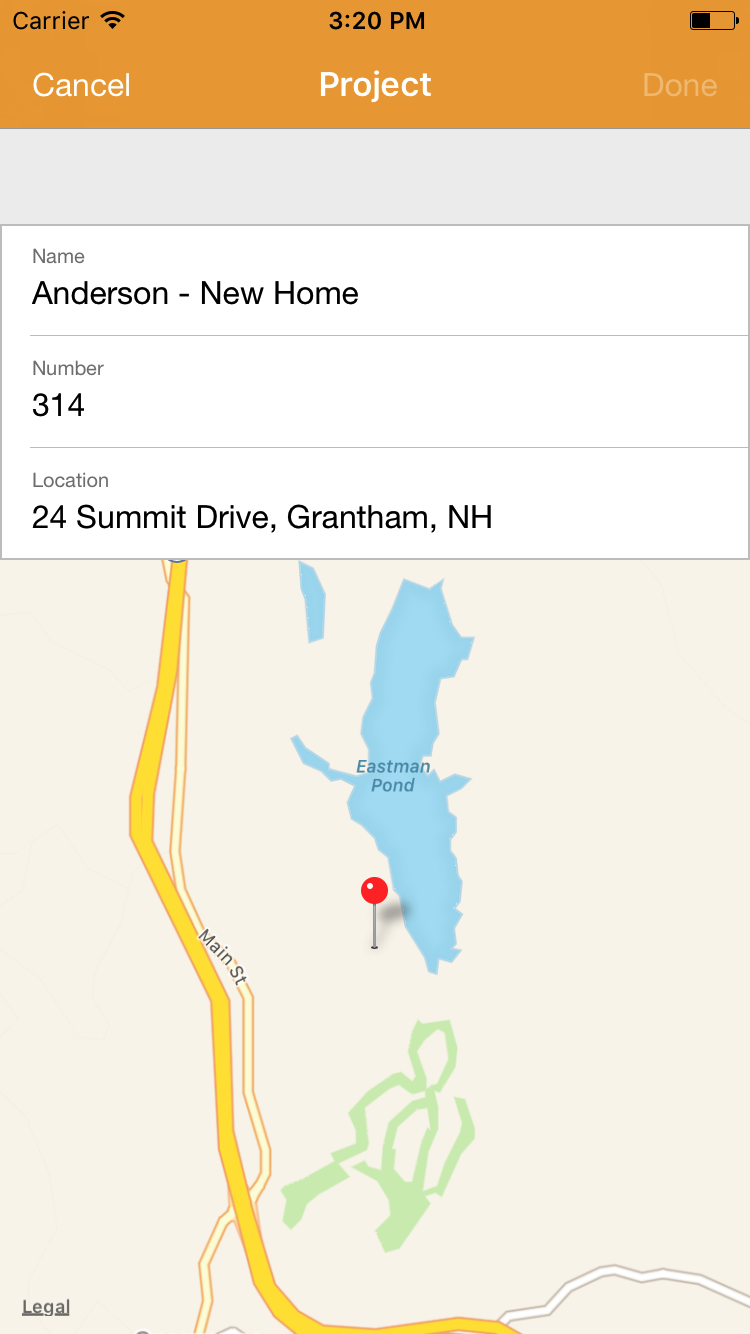 Carrier 3:20 PM
Cancel Project Done
Name
Anderson - New Home
Number
314
Location
24 Summit Drive, Grantham, NH
Eastman
Pond
Main St
Legal